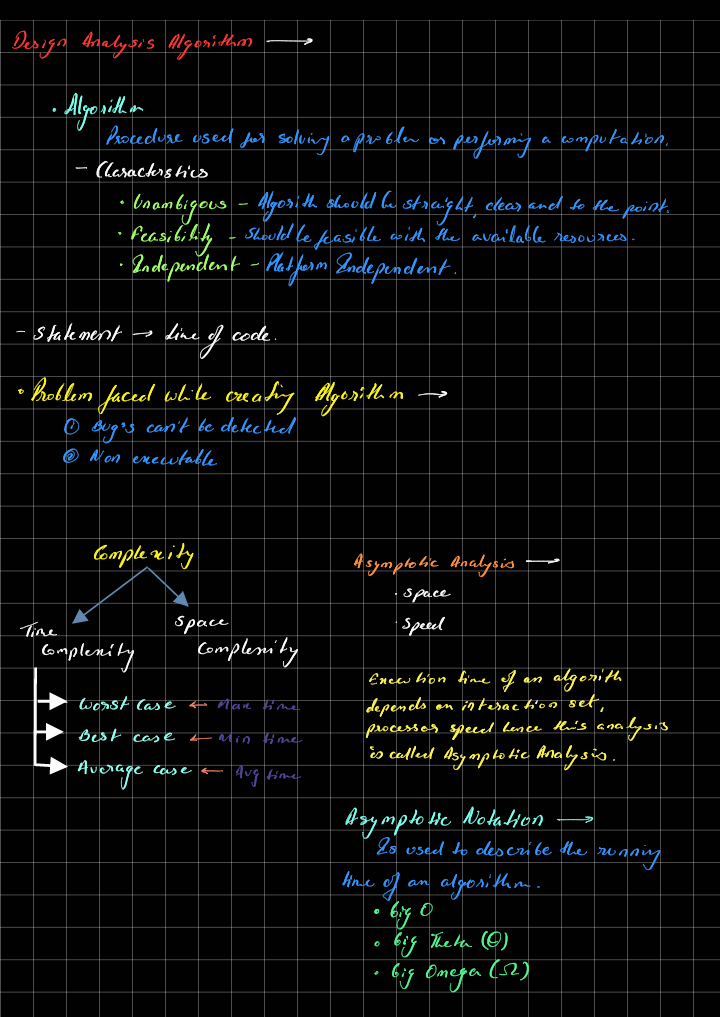 Design Analysis Algorithm →
• Algorithm
Procedure used for solving a problem or performing a computation.
- Characterstics
• Unambigous - Algorith should be straight, clear and to the point.
• Feasibility - Should be feasible with the available resources.
• Independent - Platform Independent.
- Statement → Line of code.
• Problem faced while creating Algorithm →
① Bug's can't be detected
② Non executable
Complexity
Time
Complexity
Space
Complexity
Worst case ← Max time
Best case ← Min time
Average case ← Avg time
Asymptotic Analysis →
• Space
• Speed
Execution time of an algorith
depends on interaction set,
processor speed hence this analysis
is called Asymptotic Analysis.
Asymptotic Notation →
Is used to describe the running
time of an algorithm.
• big O
• big Theta (Θ)
• big Omega (Ω)